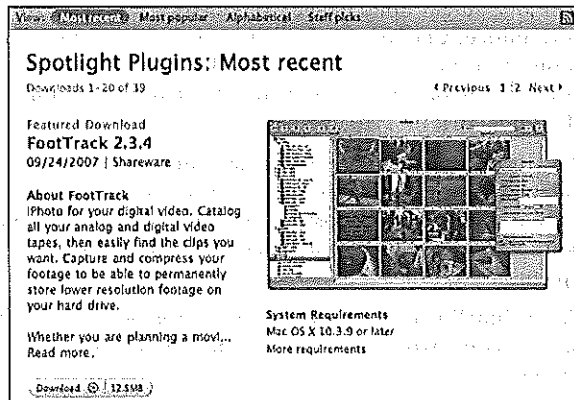 View: Most recent Most popular Alphabetical Staff picks
Spotlight Plugins: Most recent
Downloads 1-20 of 39
Previous 1 2 Next
Featured Download
FootTrack 2.3.4
09/24/2007 | Shareware
About FootTrack
iPhoto for your digital video. Catalog
all your analog and digital video
tapes, then easily find the clips you
want. Capture and compress your
footage to be able to permanently
store lower resolution footage on
your hard drive.
Whether you are planning a movi...
Read more.
Download 12.5MB
System Requirements
Mac OS X 10.3.9 or later
More requirements